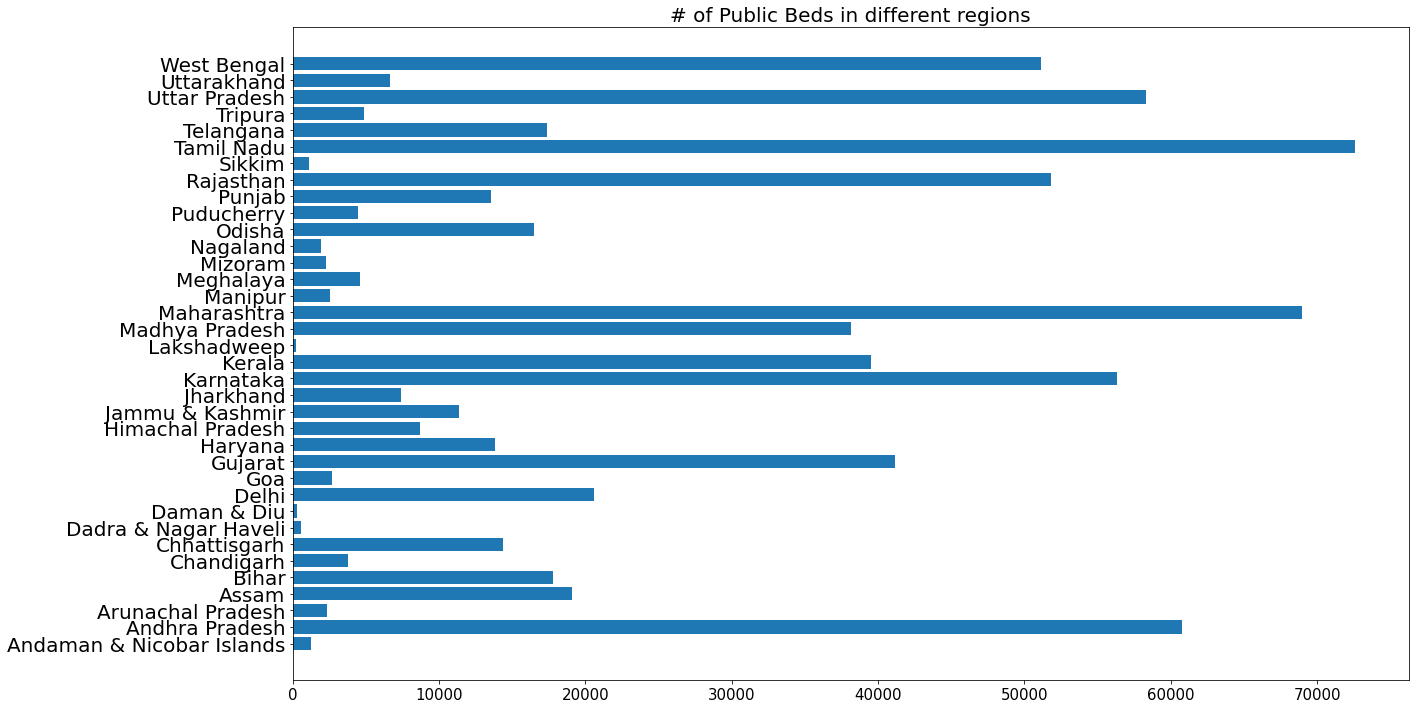 # of Public Beds in different regions
West Bengal
Uttarakhand
Uttar Pradesh
Tripura
Telangana
Tamil Nadu
Sikkim
Rajasthan
Punjab
Puducherry
Odisha
Nagaland
Mizoram
Meghalaya
Manipur
Maharashtra
Madhya Pradesh
Lakshadweep
Kerala
Karnataka
Jharkhand
Jammu & Kashmir
Himachal Pradesh
Haryana
Gujarat
Goa
Delhi
Daman & Diu
Dadra & Nagar Haveli
Chhattisgarh
Chandigarh
Bihar
Assam
Arunachal Pradesh
Andhra Pradesh
Andaman & Nicobar Islands
0 10000 20000 30000 40000 50000 60000 70000